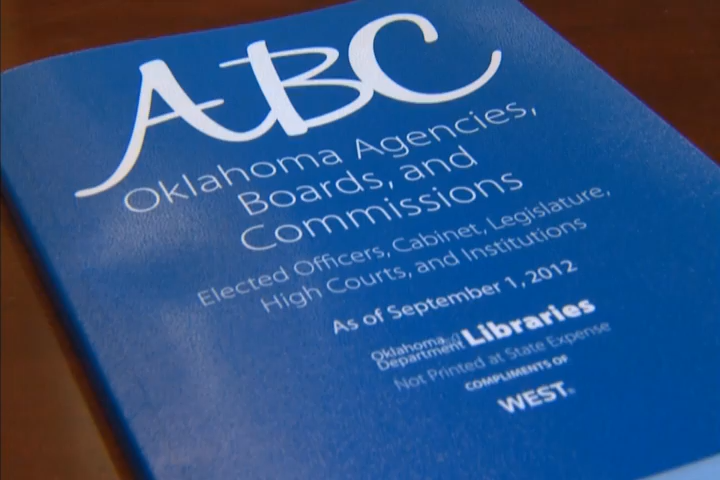 ABC
Oklahoma Agencies,
Boards, and
Commissions
Elected Officers, Cabinet, Legislature,
High Courts, and Institutions
As of September 1, 2012
Oklahoma
Department of Libraries
Not Printed at State Expense
COMPLIMENTS OF
WEST®